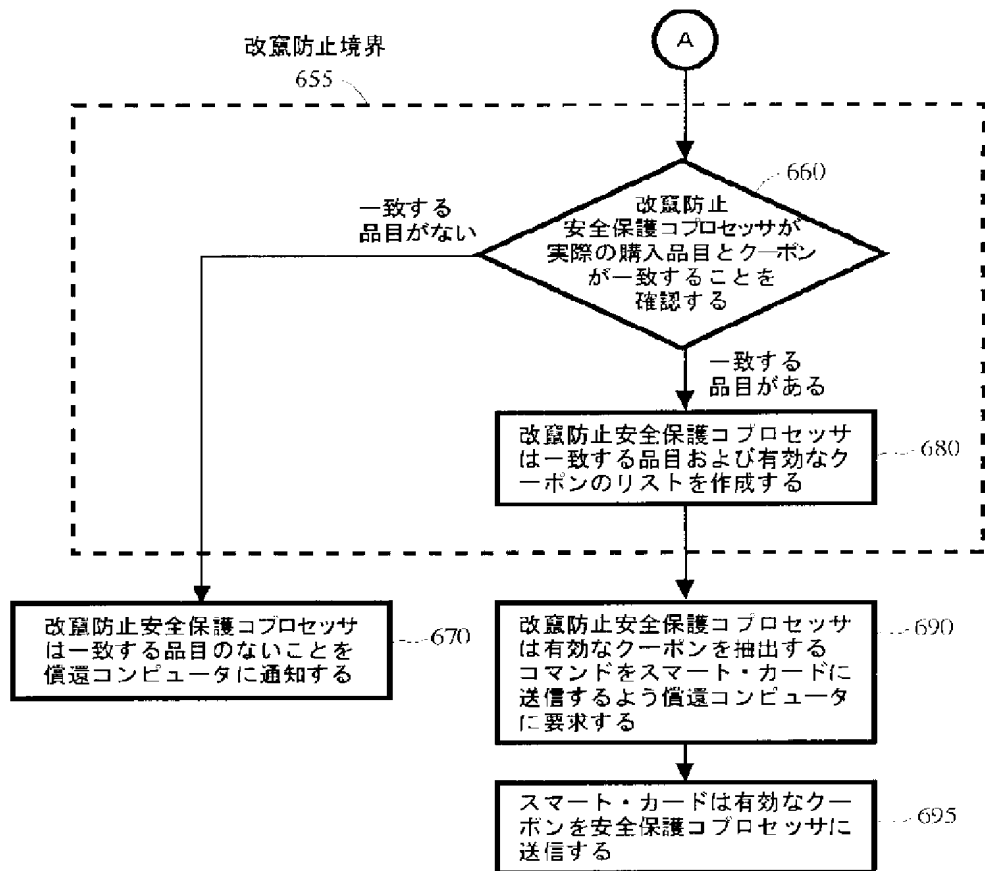 A
改竄防止境界
655
660
改竄防止
安全保護コプロセッサが
実際の購入品目とクーポン
が一致することを
確認する
一致する
品目がない
一致する
品目がある
改竄防止安全保護コプロセッサ
は一致する品目および有効なク
ーポンのリストを作成する
680
改竄防止安全保護コプロセッサ
は一致する品目のないことを
償還コンピュータに通知する
670
改竄防止安全保護コプロセッサ
は有効なクーポンを抽出する
コマンドをスマート・カードに
送信するよう償還コンピュータ
に要求する
690
スマート・カードは有効なクー
ポンを安全保護コプロセッサに
送信する
695